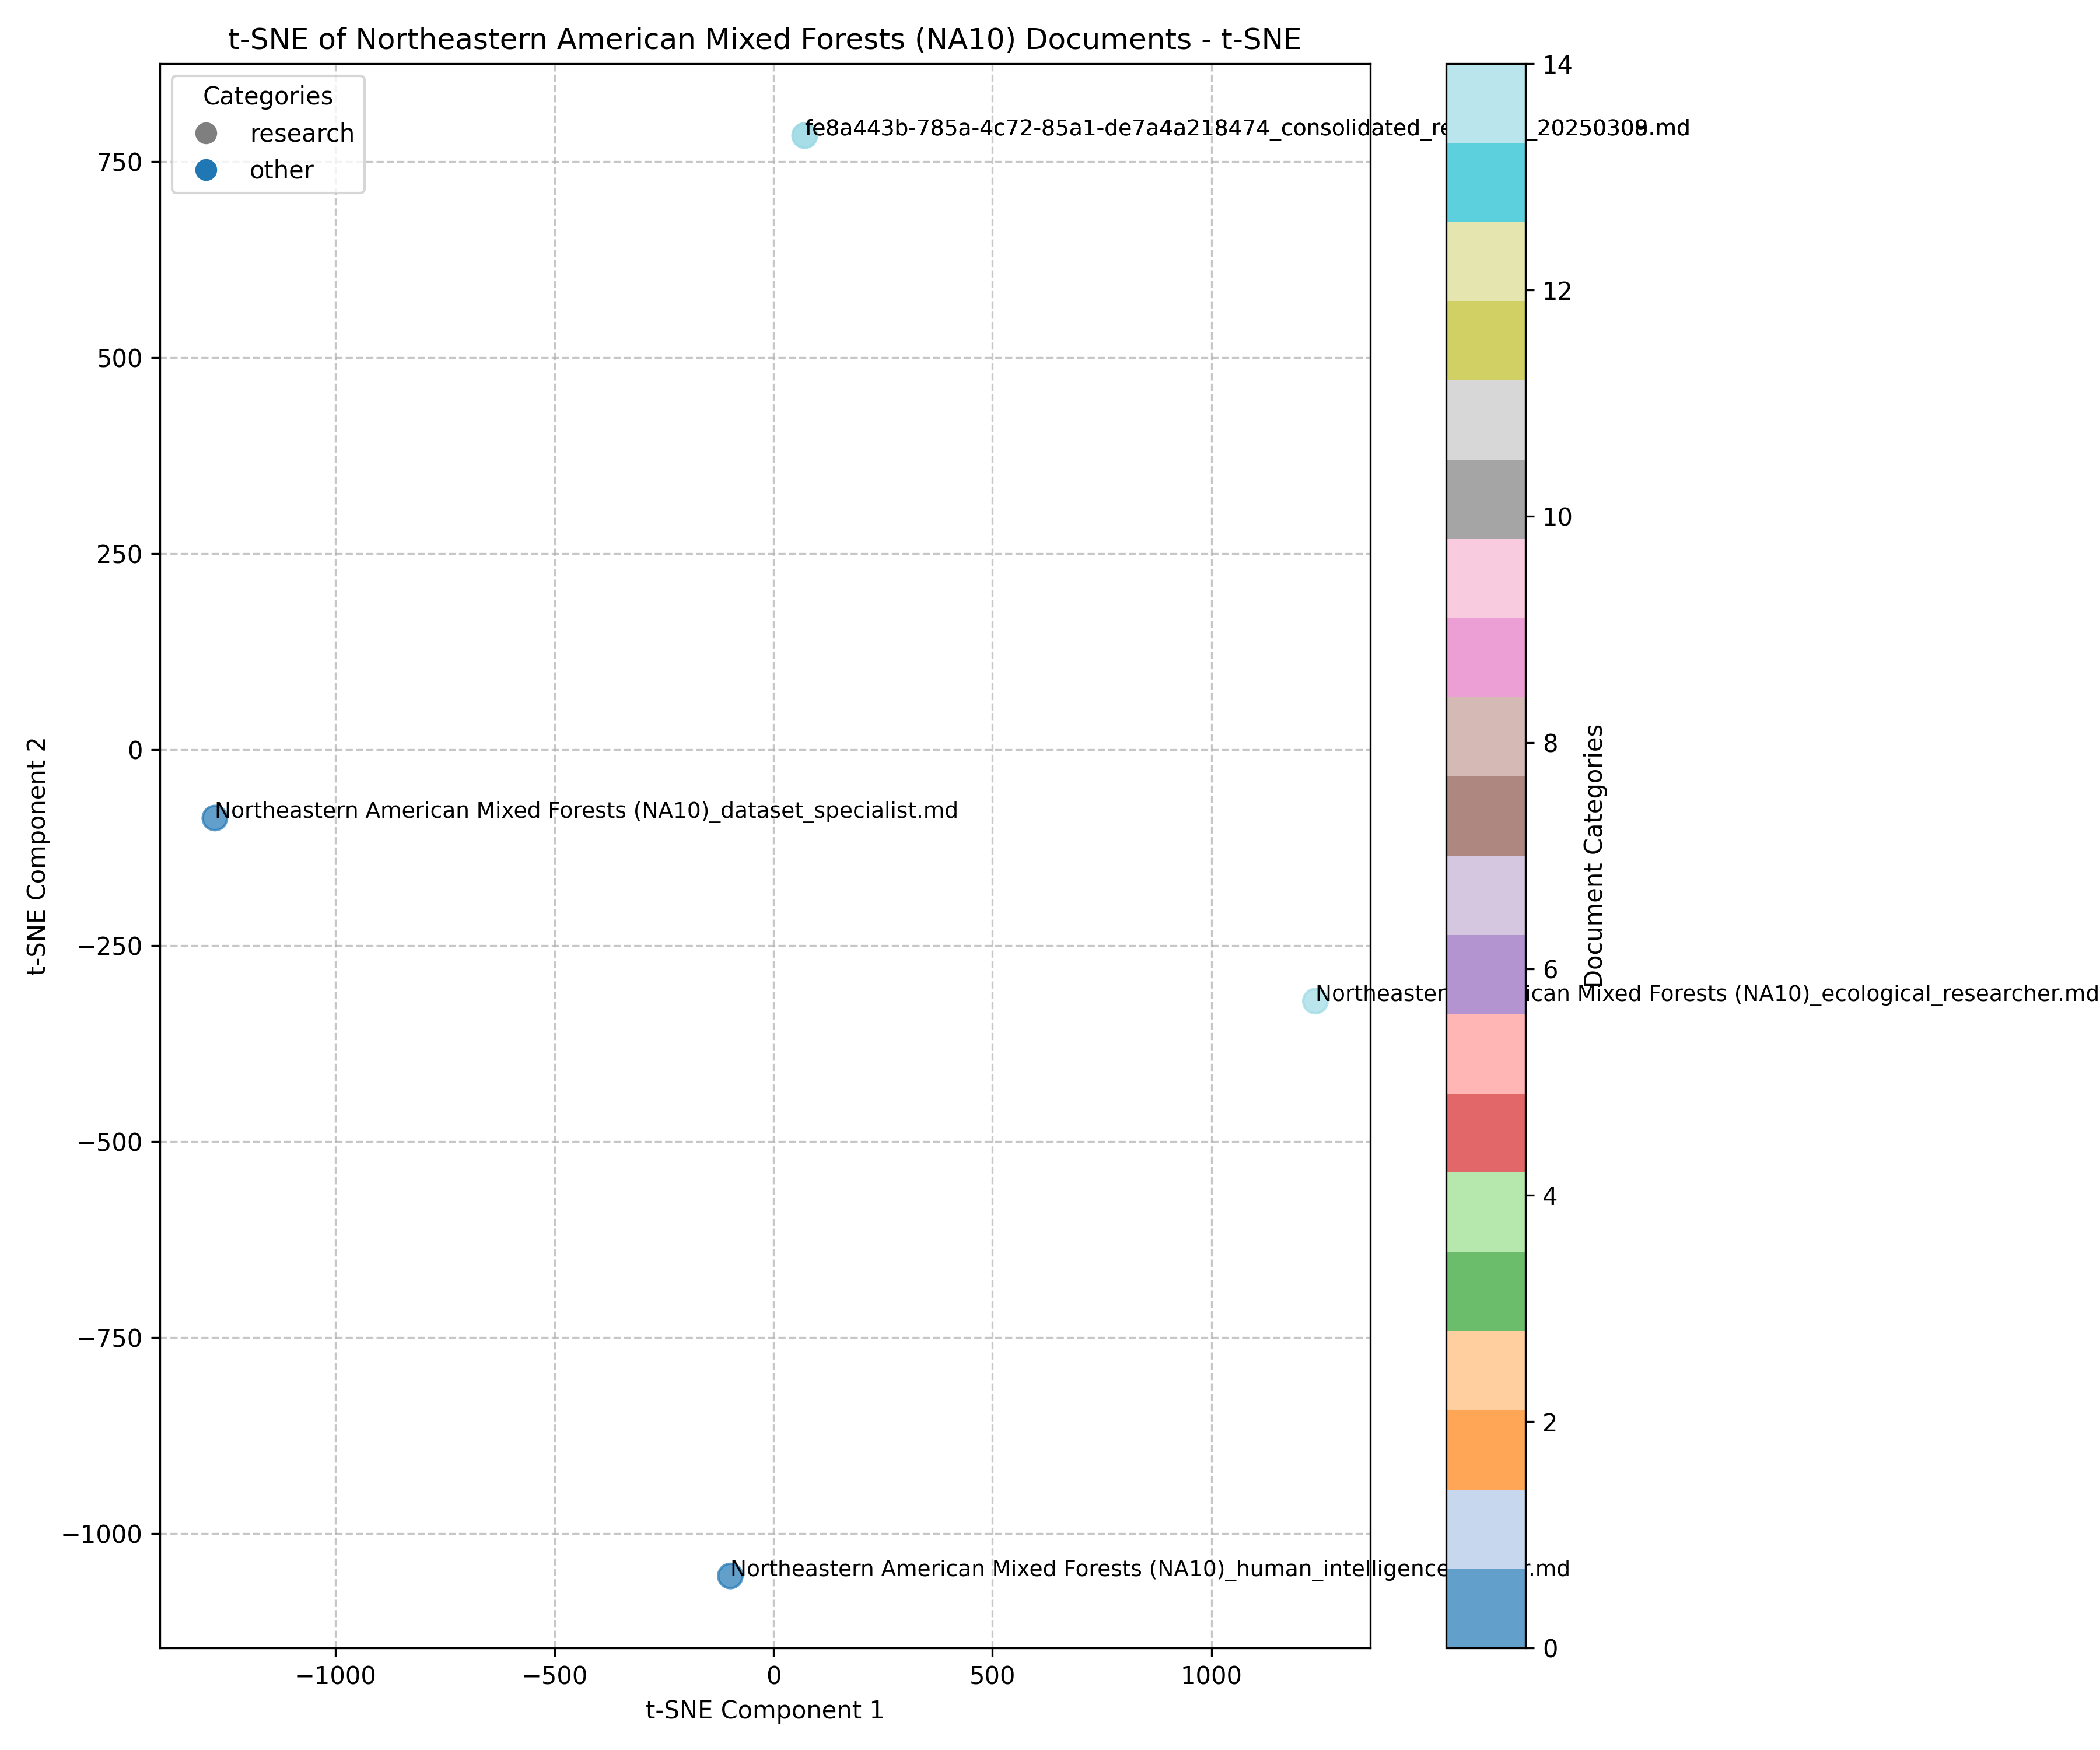 t-SNE of Northeastern American Mixed Forests (NA10) Documents - t-SNE
Categories
research
other
fe8a443b-785a-4c72-85a1-de7a4a218474_consolidated_re
Northeastern American Mixed Forests (NA10)_dataset_specialist.md
Mixed Forests (NA10)_ecological_researcher.md
Northeastern American Mixed Forests (NA10)_human_intelligence
.md
750
500
250
0
−250
−500
−750
−1000
t-SNE Component 2
−1000
−500
0
500
1000
t-SNE Component 1
14
12
10
8
6
4
2
0
Document Categories